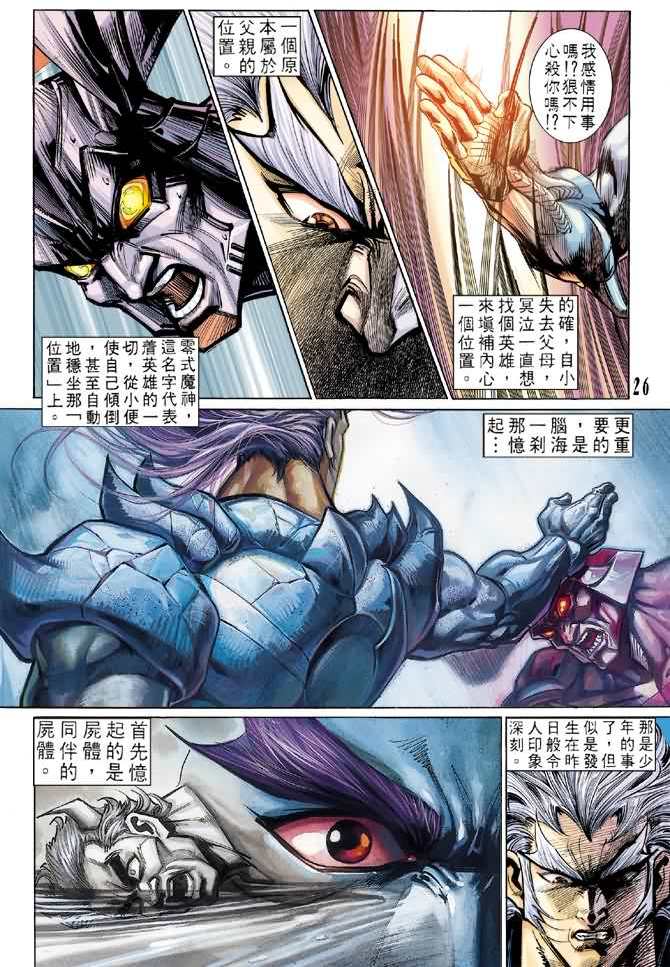 我感情用事
嗎!?狠不下
心殺你嗎!?
一個原
本屬於
父親的
位置。
的確，自小
失去父母，
冥泣一直想
找個英雄，
來塡補內心
一個位置。
零式魔神，
這名字代表
菁英雄的一
切，從小便
使自己傾倒
，甚至自動
地穩坐那「
位置」上。
26
更重
要的
，是
腦海
一剎
那憶
起…
那是少
年的事
了，但
似是發
生在昨
日般令
人印象
深刻。
首先憶
起的是
屍體，
同伴的
屍體。